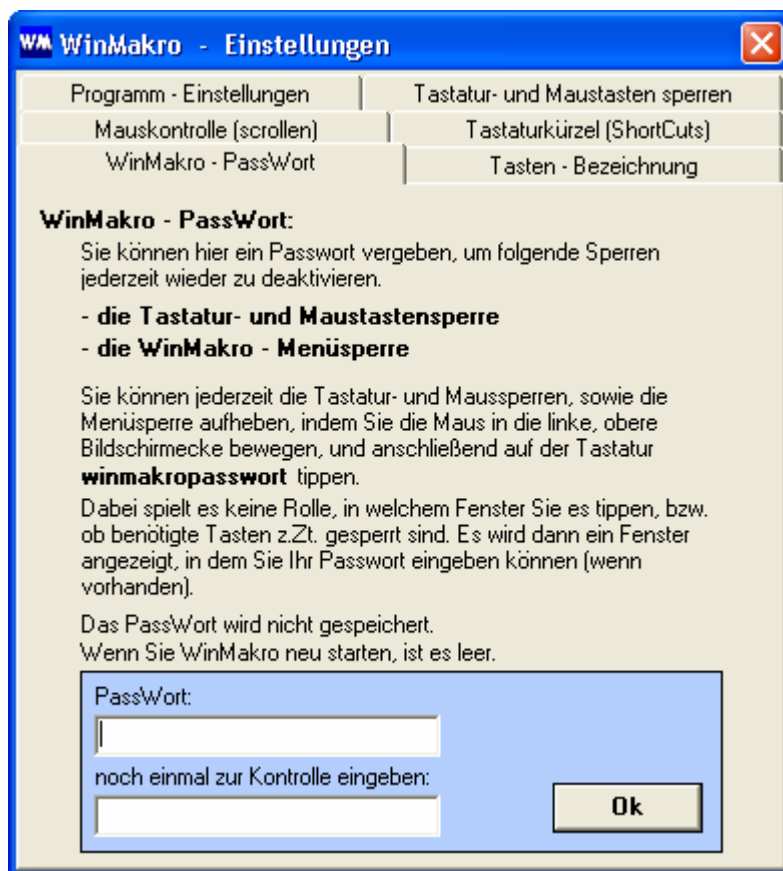 WM WinMakro - Einstellungen
Programm - Einstellungen
Tastatur- und Maustasten sperren
Mauskontrolle (scrollen)
Tastaturkürzel (ShortCuts)
WinMakro - PassWort
Tasten - Bezeichnung
WinMakro - PassWort:
Sie können hier ein Passwort vergeben, um folgende Sperren
jederzeit wieder zu deaktivieren.
- die Tastatur- und Maustastensperre
- die WinMakro - Menüsperre
Sie können jederzeit die Tastatur- und Maussperren, sowie die
Menüsperre aufheben, indem Sie die Maus in die linke, obere
Bildschirmecke bewegen, und anschließend auf der Tastatur
winmakropasswort tippen.
Dabei spielt es keine Rolle, in welchem Fenster Sie es tippen, bzw.
ob benötigte Tasten z.Zt. gesperrt sind. Es wird dann ein Fenster
angezeigt, in dem Sie Ihr Passwort eingeben können (wenn
vorhanden).
Das PassWort wird nicht gespeichert.
Wenn Sie WinMakro neu starten, ist es leer.
PassWort:
noch einmal zur Kontrolle eingeben:
Ok